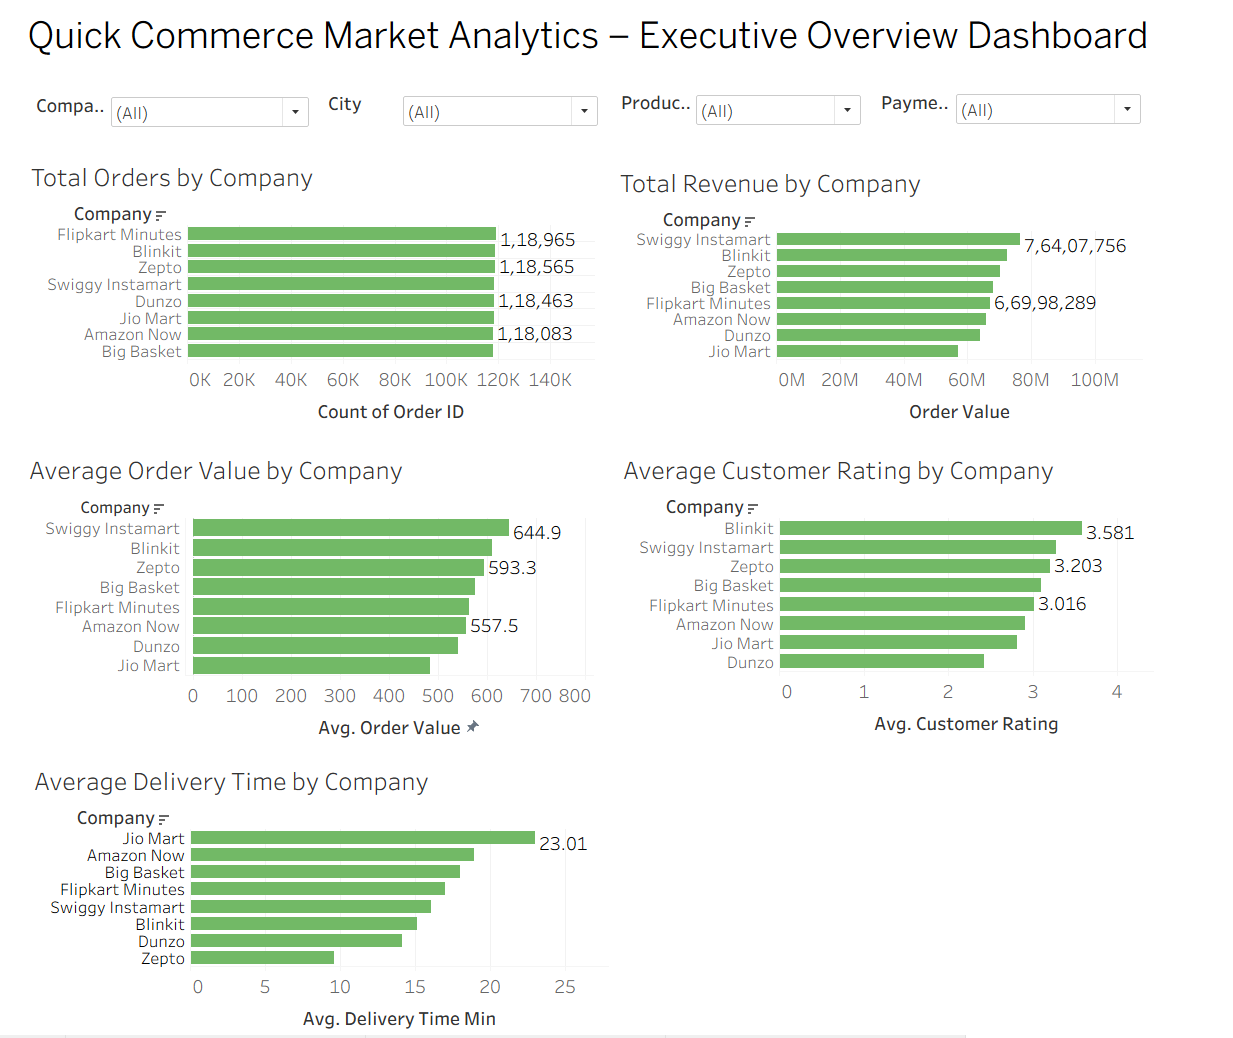 Quick Commerce Market Analytics – Executive Overview Dashboard
Compa.. (All) City (All) Produc.. (All) Payme.. (All)
Total Orders by Company
Company
Flipkart Minutes 1,18,965
Blinkit
Zepto 1,18,565
Swiggy Instamart
Dunzo 1,18,463
Jio Mart
Amazon Now 1,18,083
Big Basket
0K 20K 40K 60K 80K 100K 120K 140K
Count of Order ID
Total Revenue by Company
Company
Swiggy Instamart 7,64,07,756
Blinkit
Zepto
Big Basket
Flipkart Minutes 6,69,98,289
Amazon Now
Dunzo
Jio Mart
0M 20M 40M 60M 80M 100M
Order Value
Average Order Value by Company
Company
Swiggy Instamart 644.9
Blinkit
Zepto 593.3
Big Basket
Flipkart Minutes
Amazon Now 557.5
Dunzo
Jio Mart
0 100 200 300 400 500 600 700 800
Avg. Order Value
Average Customer Rating by Company
Company
Blinkit 3.581
Swiggy Instamart
Zepto 3.203
Big Basket
Flipkart Minutes 3.016
Amazon Now
Jio Mart
Dunzo
0 1 2 3 4
Avg. Customer Rating
Average Delivery Time by Company
Company
Jio Mart 23.01
Amazon Now
Big Basket
Flipkart Minutes
Swiggy Instamart
Blinkit
Dunzo
Zepto
0 5 10 15 20 25
Avg. Delivery Time Min